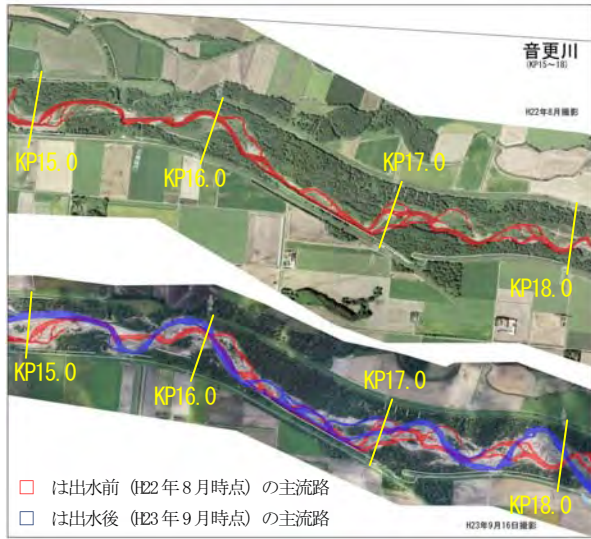 音更川
(KP15～18)
H22年8月撮影
KP15.0
KP16.0
KP17.0
KP18.0
KP15.0
KP16.0
KP17.0
KP18.0
□ は出水前（H22年8月時点）の主流路
□ は出水後（H23年9月時点）の主流路
H23年9月16日撮影